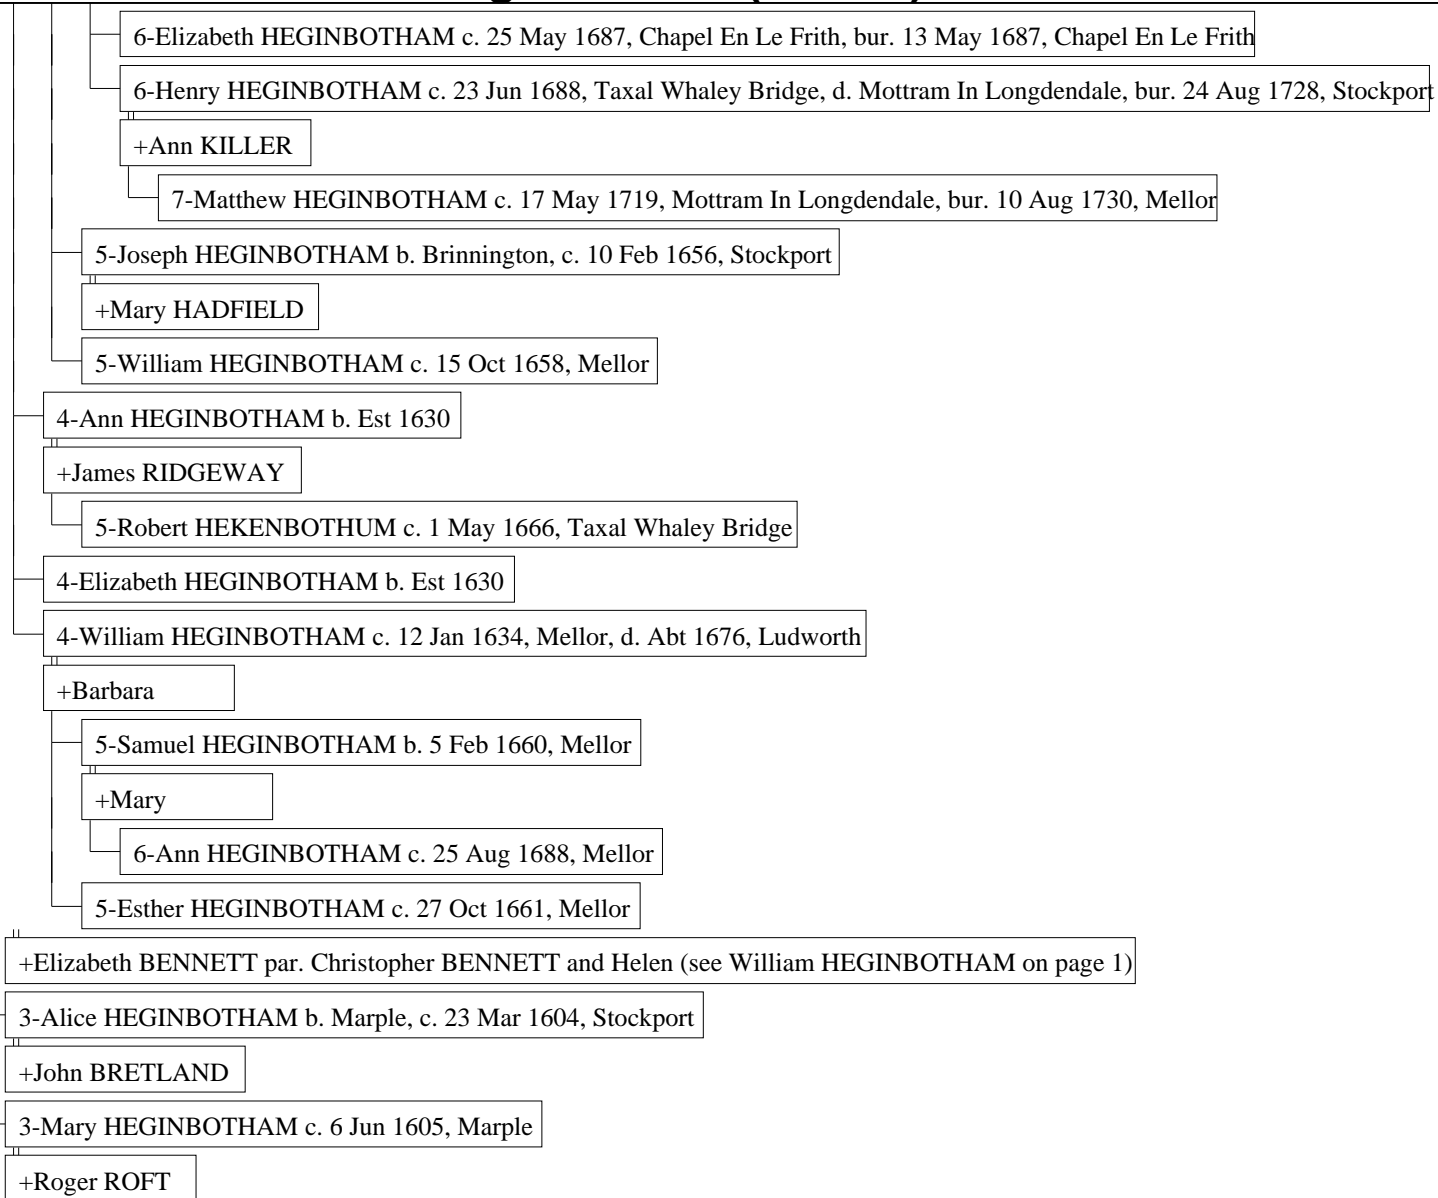 6-Elizabeth HEGINBOTHAM c. 25 May 1687, Chapel En Le Frith, bur. 13 May 1687, Chapel En Le Frith
6-Henry HEGINBOTHAM c. 23 Jun 1688, Taxal Whaley Bridge, d. Mottram In Longdendale, bur. 24 Aug 1728, Stockport
+Ann KILLER
7-Matthew HEGINBOTHAM c. 17 May 1719, Mottram In Longdendale, bur. 10 Aug 1730, Mellor
5-Joseph HEGINBOTHAM b. Brinnington, c. 10 Feb 1656, Stockport
+Mary HADFIELD
5-William HEGINBOTHAM c. 15 Oct 1658, Mellor
4-Ann HEGINBOTHAM b. Est 1630
+James RIDGEWAY
5-Robert HEKENBOTHUM c. 1 May 1666, Taxal Whaley Bridge
4-Elizabeth HEGINBOTHAM b. Est 1630
4-William HEGINBOTHAM c. 12 Jan 1634, Mellor, d. Abt 1676, Ludworth
+Barbara
5-Samuel HEGINBOTHAM b. 5 Feb 1660, Mellor
+Mary
6-Ann HEGINBOTHAM c. 25 Aug 1688, Mellor
5-Esther HEGINBOTHAM c. 27 Oct 1661, Mellor
+Elizabeth BENNETT par. Christopher BENNETT and Helen (see William HEGINBOTHAM on page 1)
3-Alice HEGINBOTHAM b. Marple, c. 23 Mar 1604, Stockport
+John BRETLAND
3-Mary HEGINBOTHAM c. 6 Jun 1605, Marple
+Roger ROFT